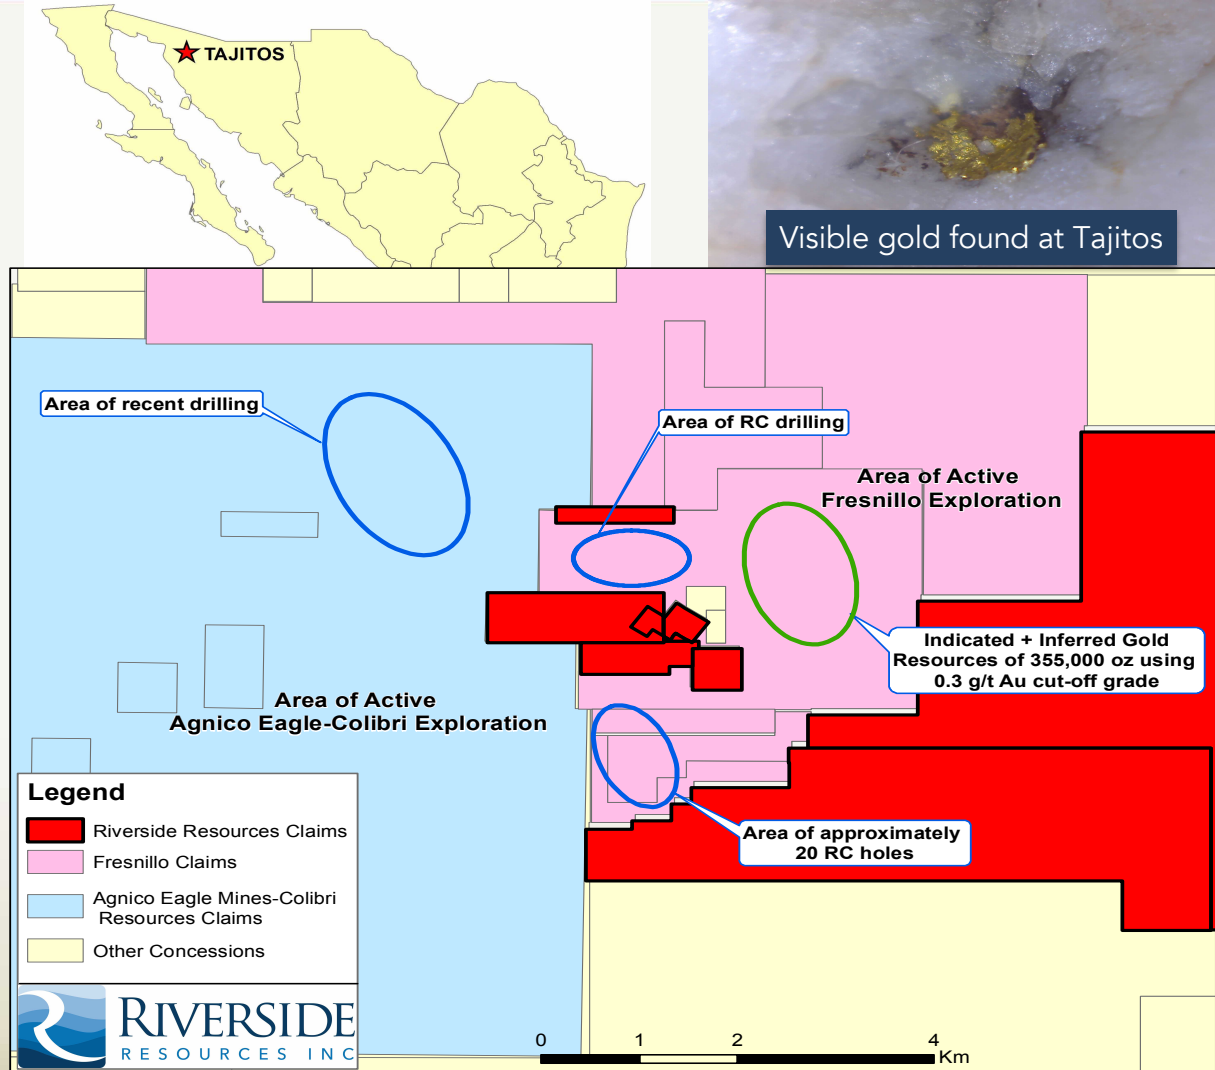 TAJITOS
Visible gold found at Tajitos
Area of recent drilling
Area of RC drilling
Area of Active
Fresnillo Exploration
Indicated + Inferred Gold
Resources of 355,000 oz using
0.3 g/t Au cut-off grade
Area of Active
Agnico Eagle-Colibri Exploration
Area of approximately
20 RC holes
Legend
Riverside Resources Claims
Fresnillo Claims
Agnico Eagle Mines-Colibri
Resources Claims
Other Concessions
RIVERSIDE
RESOURCES INC
0 1 2 4
Km